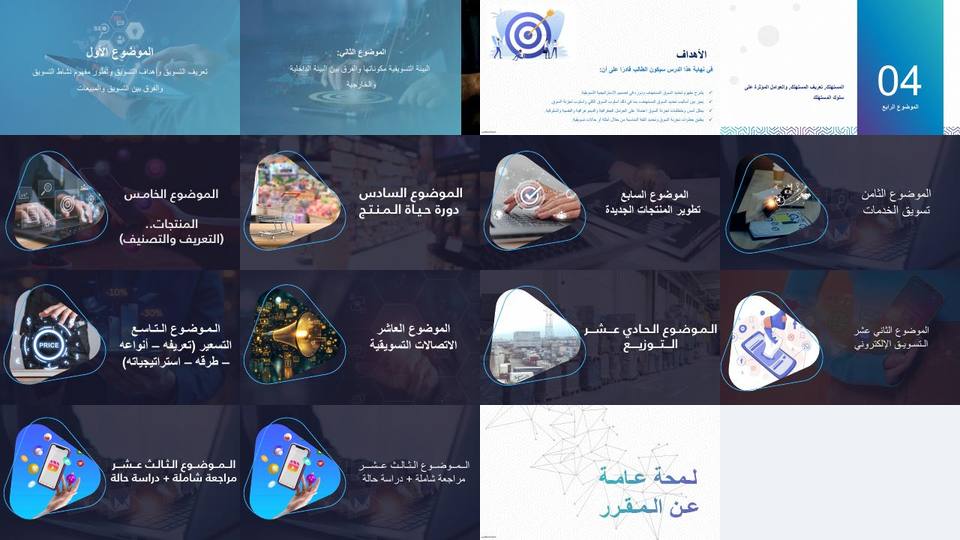 الموضوع الأول
تعريف التسويق وأهداف التسويق وتطور مفهوم نشاط التسويق
والفرق بين التسويق والمبيعات
SEO
الموضوع الثاني:
البيئة التسويقية مكوناتها والفرق بين البيئة الداخلية
والخارجية
الأهداف
في نهاية هذا الدرس سيكون الطالب قادرًا على أن:
04
الموضوع الرابع
المستهلك, تعريف المستهلك, والعوامل المؤثرة على
سلوك المستهلك
الموضوع الخامس
المنتجات..
(التعريف والتصنيف)
الموضوع السادس
دورة حياة المنتج
الموضوع السابع
تطوير المنتجات الجديدة
الموضوع الثامن
تسويق الخدمات
الموضوع التاسع
التسعير (تعريفه – أنواعه
– طرقه – استراتيجياته)
PRICE
-10%
-30%
الموضوع العاشر
الاتصالات التسويقية
الموضوع الحادي عشر
التوزيع
الموضوع الثاني عشر
التسويق الإلكتروني
الموضوع الثالث عشر
مراجعة شاملة + دراسة حالة
الموضوع الثالث عشر
مراجعة شاملة + دراسة حالة
لمحة عامة
عن المقرر